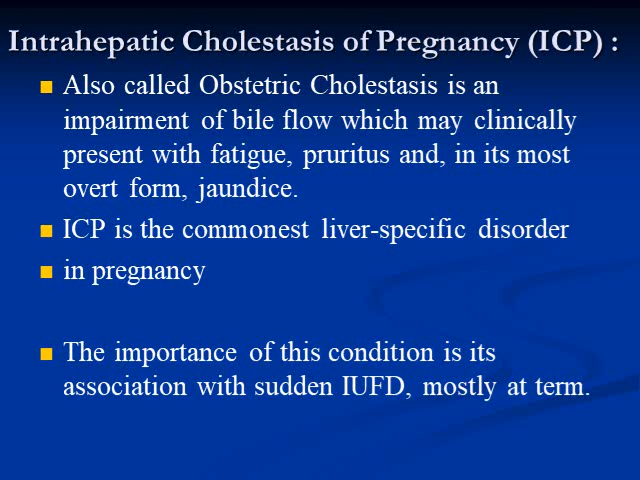 Intrahepatic Cholestasis of Pregnancy (ICP) :
Also called Obstetric Cholestasis is an
impairment of bile flow which may clinically
present with fatigue, pruritus and, in its most
overt form, jaundice.
ICP is the commonest liver-specific disorder
in pregnancy
The importance of this condition is its
association with sudden IUFD, mostly at term.